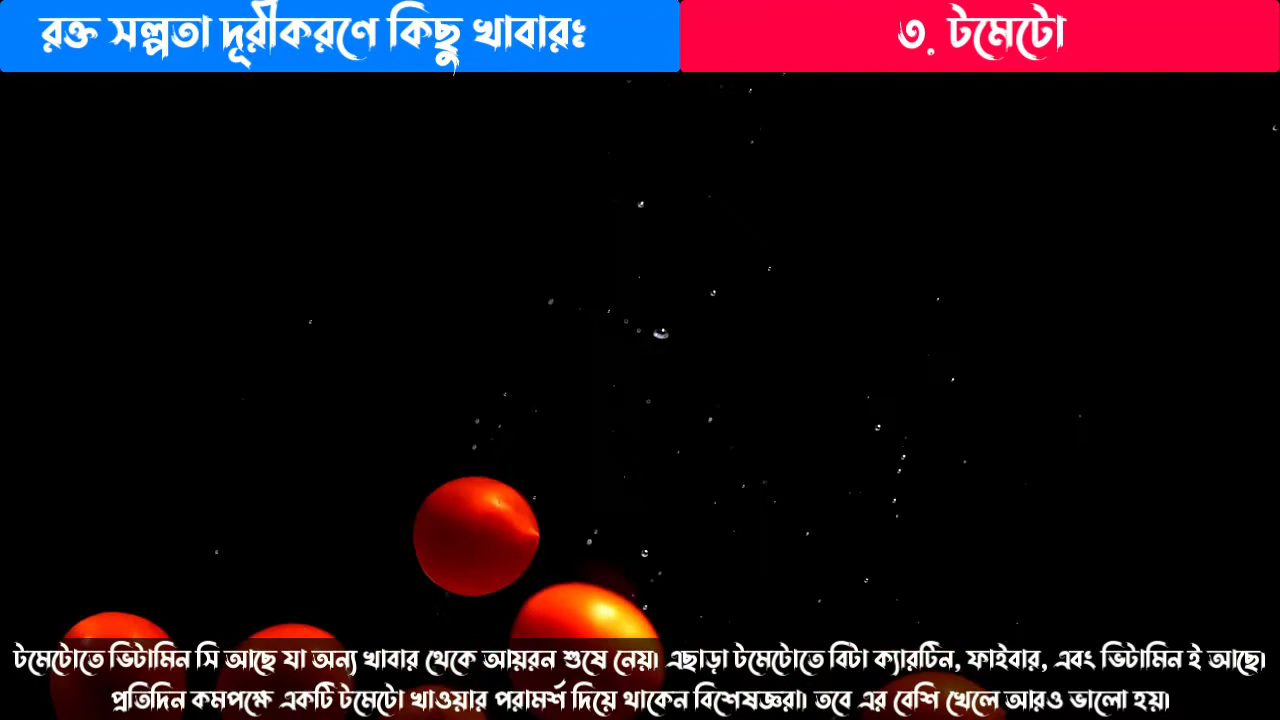 রক্ত সল্পতা দূরীকরণে কিছু খাবারঃ
৩. টমেটো
টমেটোতে ভিটামিন সি আছে যা অন্য খাবার থেকে আয়রন শুষে নেয়। এছাড়া টমেটোতে বিটা ক্যারটিন, ফাইবার, এবং ভিটামিন ই আছে।
প্রতিদিন কমপক্ষে একটি টমেটো খাওয়ার পরামর্শ দিয়ে থাকেন বিশেষজ্ঞরা। তবে এর বেশি খেলে আরও ভালো হয়।